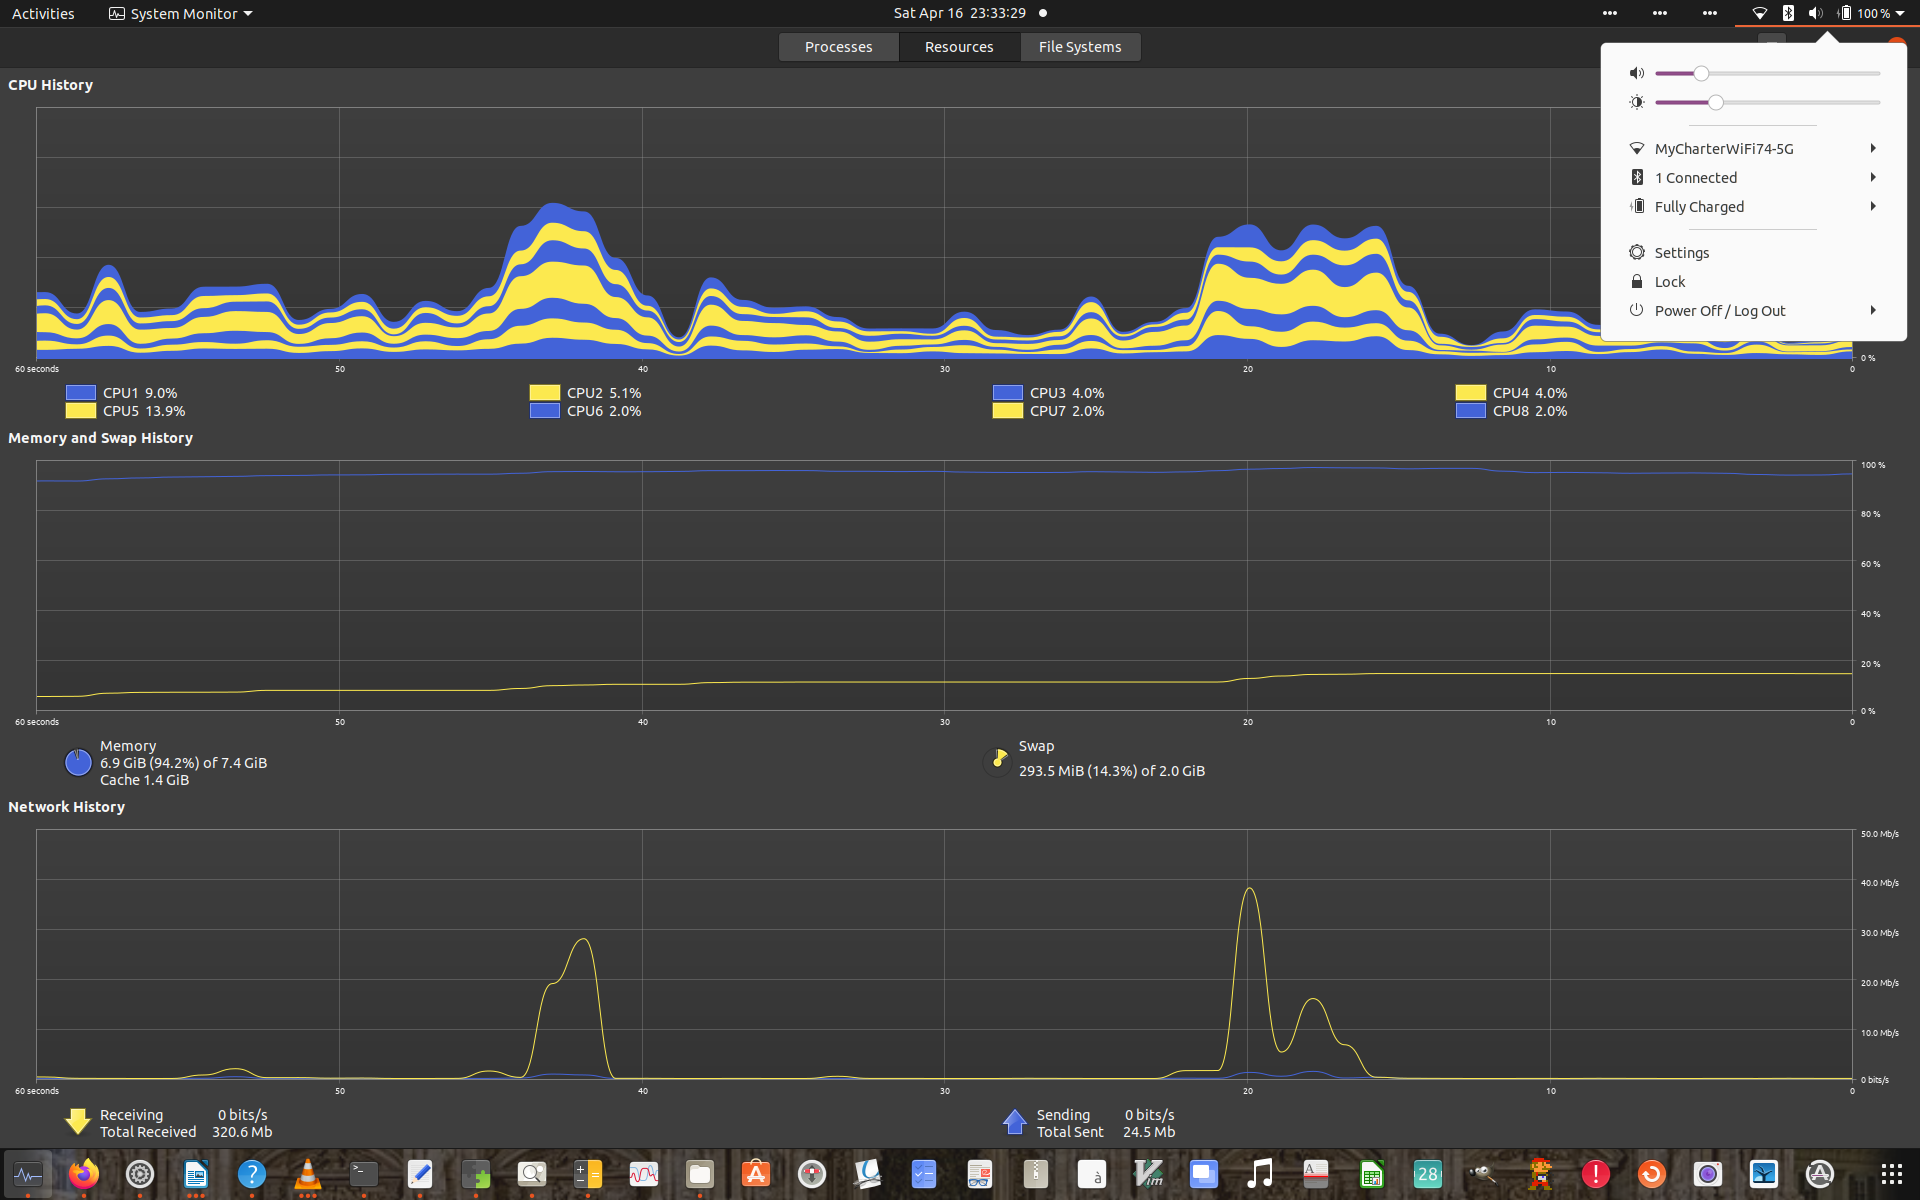 Activities
System Monitor
Sat Apr 16 23:33:29
100 %
Processes
Resources
File Systems
MyCharterWiFi74-5G
1 Connected
Fully Charged
Settings
Lock
Power Off / Log Out
CPU History
0 %
60 seconds 50 40 30 20 10 0
CPU1 9.0% CPU2 5.1% CPU3 4.0% CPU4 4.0%
CPU5 13.9% CPU6 2.0% CPU7 2.0% CPU8 2.0%
Memory and Swap History
100 %
80 %
60 %
40 %
20 %
0 %
60 seconds 50 40 30 20 10 0
Memory
6.9 GiB (94.2%) of 7.4 GiB
Cache 1.4 GiB
Swap
293.5 MiB (14.3%) of 2.0 GiB
Network History
50.0 Mb/s
40.0 Mb/s
30.0 Mb/s
20.0 Mb/s
10.0 Mb/s
0 bits/s
60 seconds 50 40 30 20 10 0
Receiving 0 bits/s
Total Received 320.6 Mb
Sending 0 bits/s
Total Sent 24.5 Mb
28